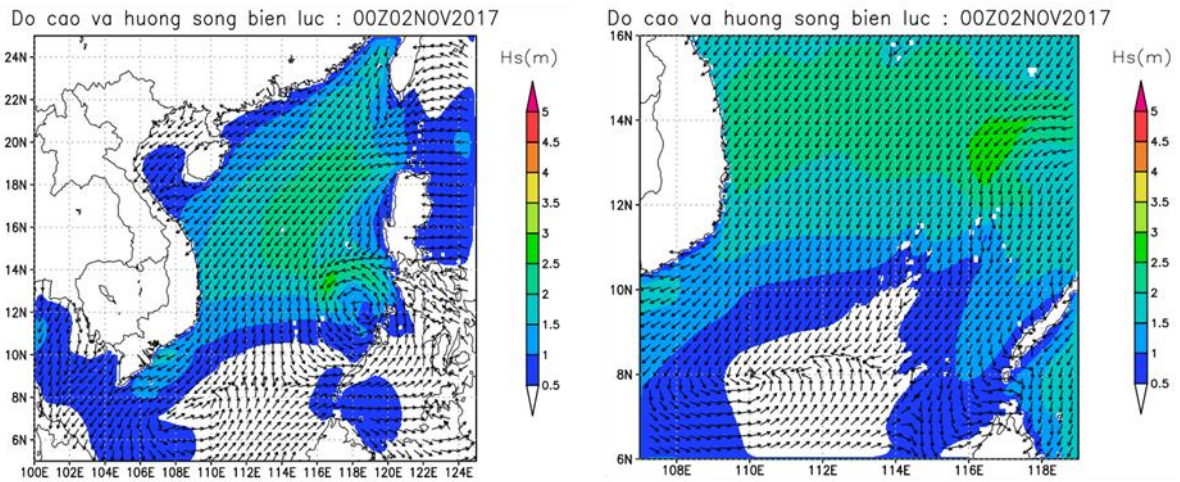 Do cao va huong song bien luc : 00Z02NOV2017
24N
22N
20N
18N
16N
14N
12N
10N
8N
6N
100E 102E 104E 106E 108E 110E 112E 114E 116E 118E 120E 122E 124E
Hs(m)
5
4.5
4
3.5
3
2.5
2
1.5
1
0.5
Do cao va huong song bien luc : 00Z02NOV2017
16N
14N
12N
10N
8N
6N
108E 110E 112E 114E 116E 118E
Hs(m)
5
4.5
4
3.5
3
2.5
2
1.5
1
0.5